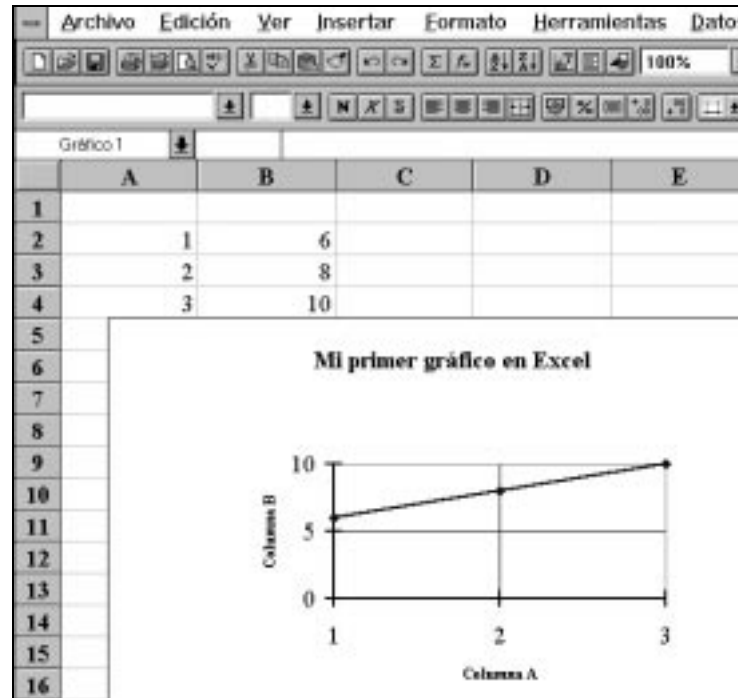 Archivo Edición Ver Insertar Formato Herramientas Datos
100%
N K S
Gráfico 1
A B C D E
1
2 1 6
3 2 8
4 3 10
5
6
7
8
9
10
11
12
13
14
15
16
Mi primer gráfico en Excel
10
5
0
Columna B
1 2 3
Columna A